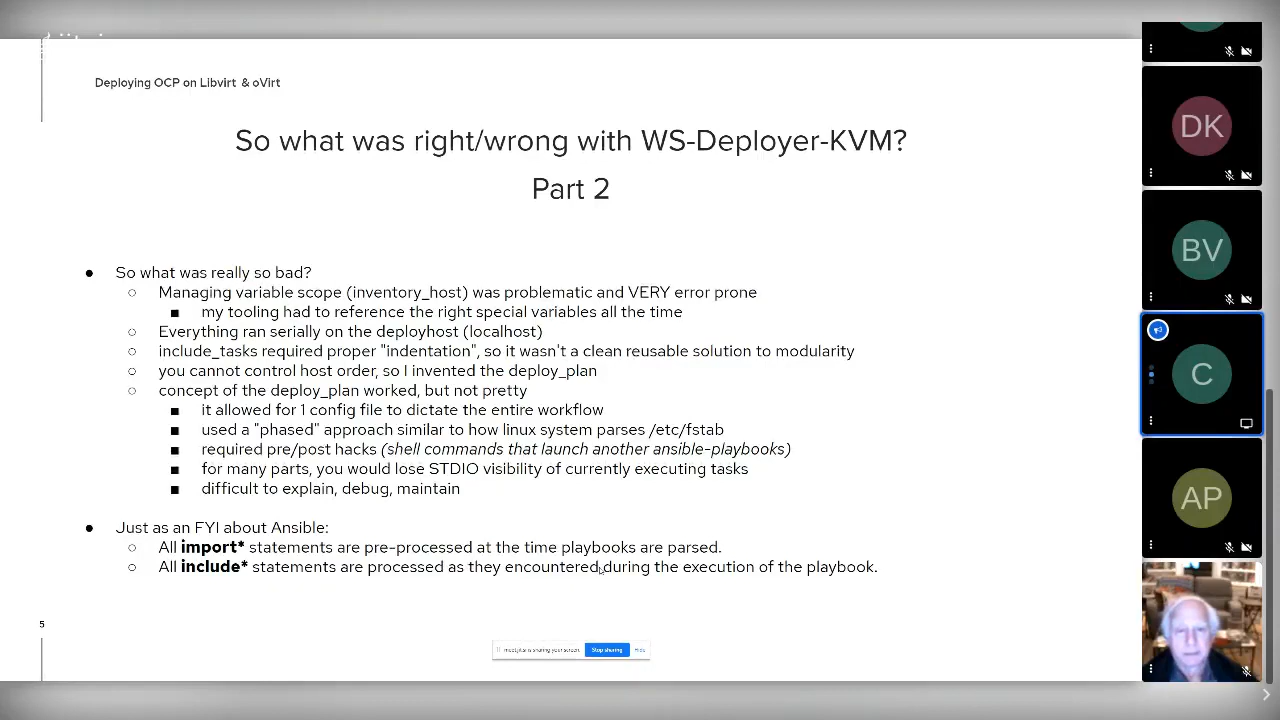 Deploying OCP on Libvirt & oVirt
So what was right/wrong with WS-Deployer-KVM?
Part 2
● So what was really so bad?
○ Managing variable scope (inventory_host) was problematic and VERY error prone
■ my tooling had to reference the right special variables all the time
○ Everything ran serially on the deployhost (localhost)
○ include_tasks required proper "indentation", so it wasn't a clean reusable solution to modularity
○ you cannot control host order, so I invented the deploy_plan
○ concept of the deploy_plan worked, but not pretty
■ it allowed for 1 config file to dictate the entire workflow
■ used a "phased" approach similar to how linux system parses /etc/fstab
■ required pre/post hacks (shell commands that launch another ansible-playbooks)
■ for many parts, you would lose STDIO visibility of currently executing tasks
■ difficult to explain, debug, maintain
● Just as an FYI about Ansible:
○ All import* statements are pre-processed at the time playbooks are parsed.
○ All include* statements are processed as they encountered during the execution of the playbook.
5
meet.jit.si is sharing your screen. Stop sharing Hide
DK
BV
C
AP